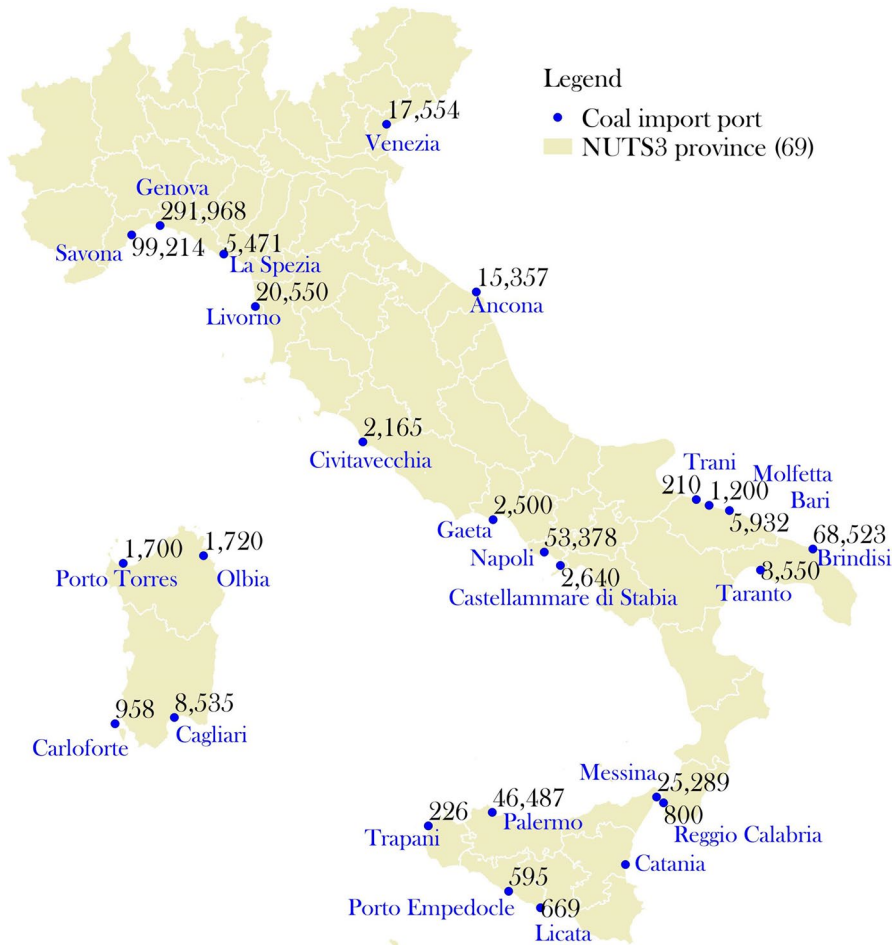 Legend
Coal import port
NUTS3 province (69)
17,554
Venezia
Genova
291,968
Savona
99,214
5,471
La Spezia
20,550
Livorno
15,357
Ancona
2,165
Civitavecchia
Trani
Molfetta
210
1,200
Bari
5,932
2,500
Gaeta
53,378
Napoli
2,640
Castellammare di Stabia
68,523
Brindisi
3,550
Taranto
1,700
Porto Torres
1,720
Olbia
958
Carloforte
8,535
Cagliari
Messina
25,289
800
Reggio Calabria
46,487
Palermo
226
Trapani
Catania
595
Porto Empedocle
669
Licata